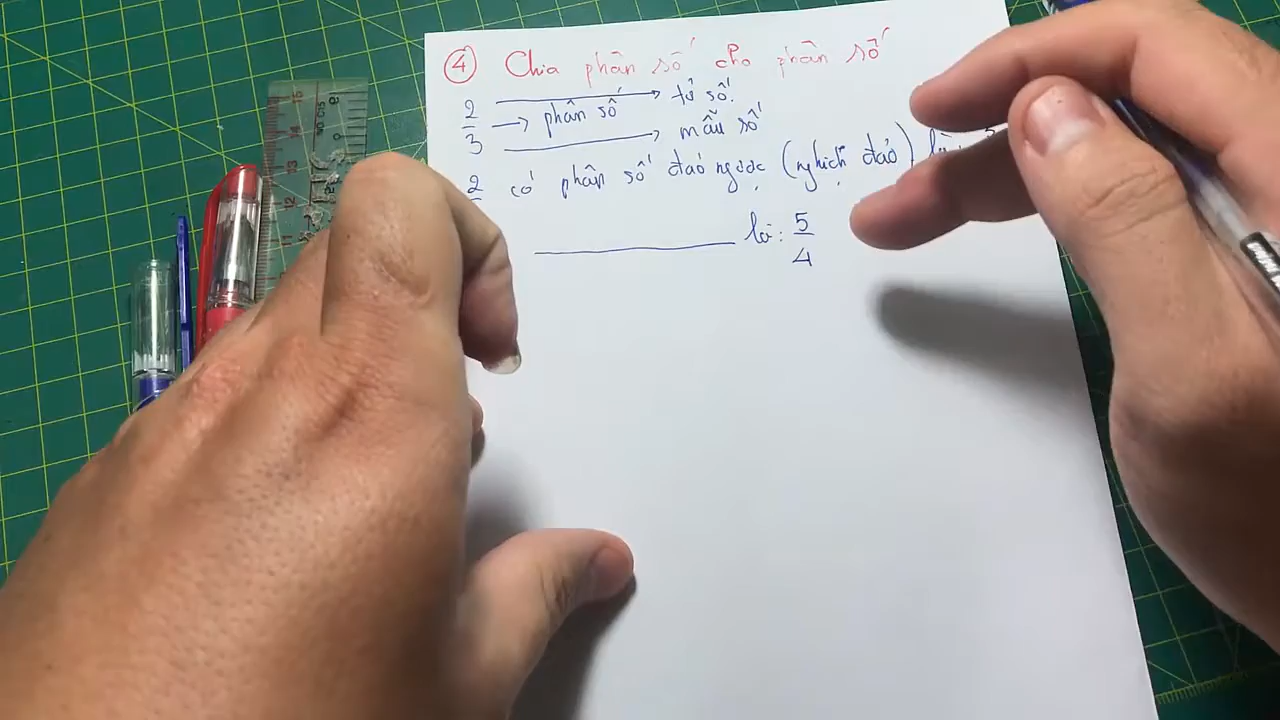 ④ Chia phân số cho phân số
2 → tử số.
→ phân số
3 → mẫu số
2 có phân số đảo ngược (nghịch đảo)
là: 5
4